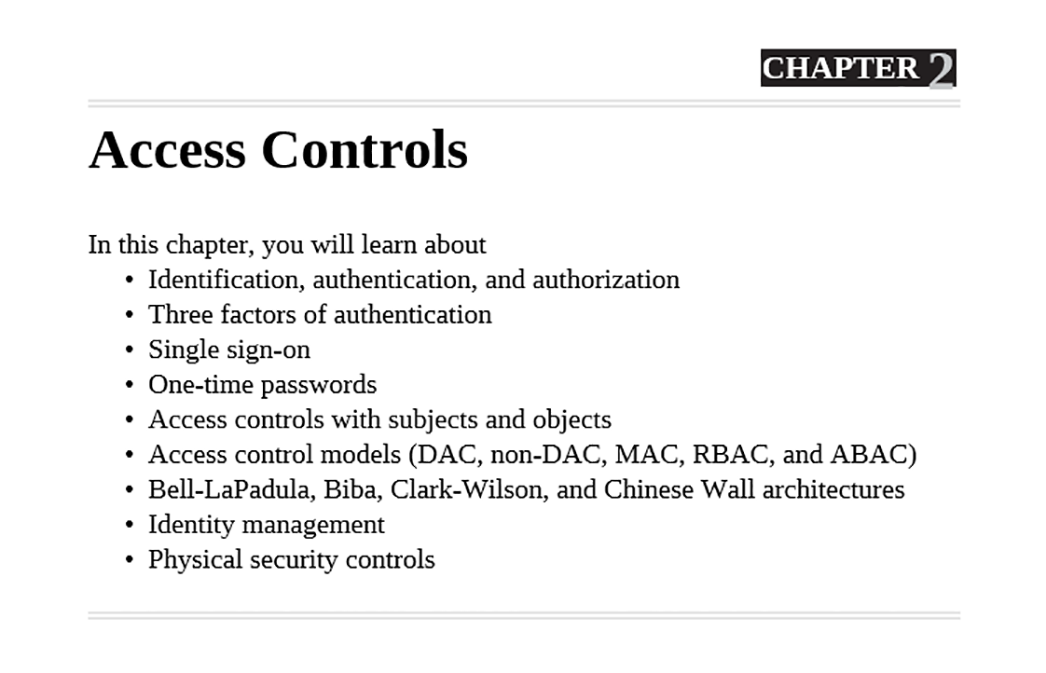 CHAPTER 2
Access Controls
In this chapter, you will learn about
• Identification, authentication, and authorization
• Three factors of authentication
• Single sign-on
• One-time passwords
• Access controls with subjects and objects
• Access control models (DAC, non-DAC, MAC, RBAC, and ABAC)
• Bell-LaPadula, Biba, Clark-Wilson, and Chinese Wall architectures
• Identity management
• Physical security controls